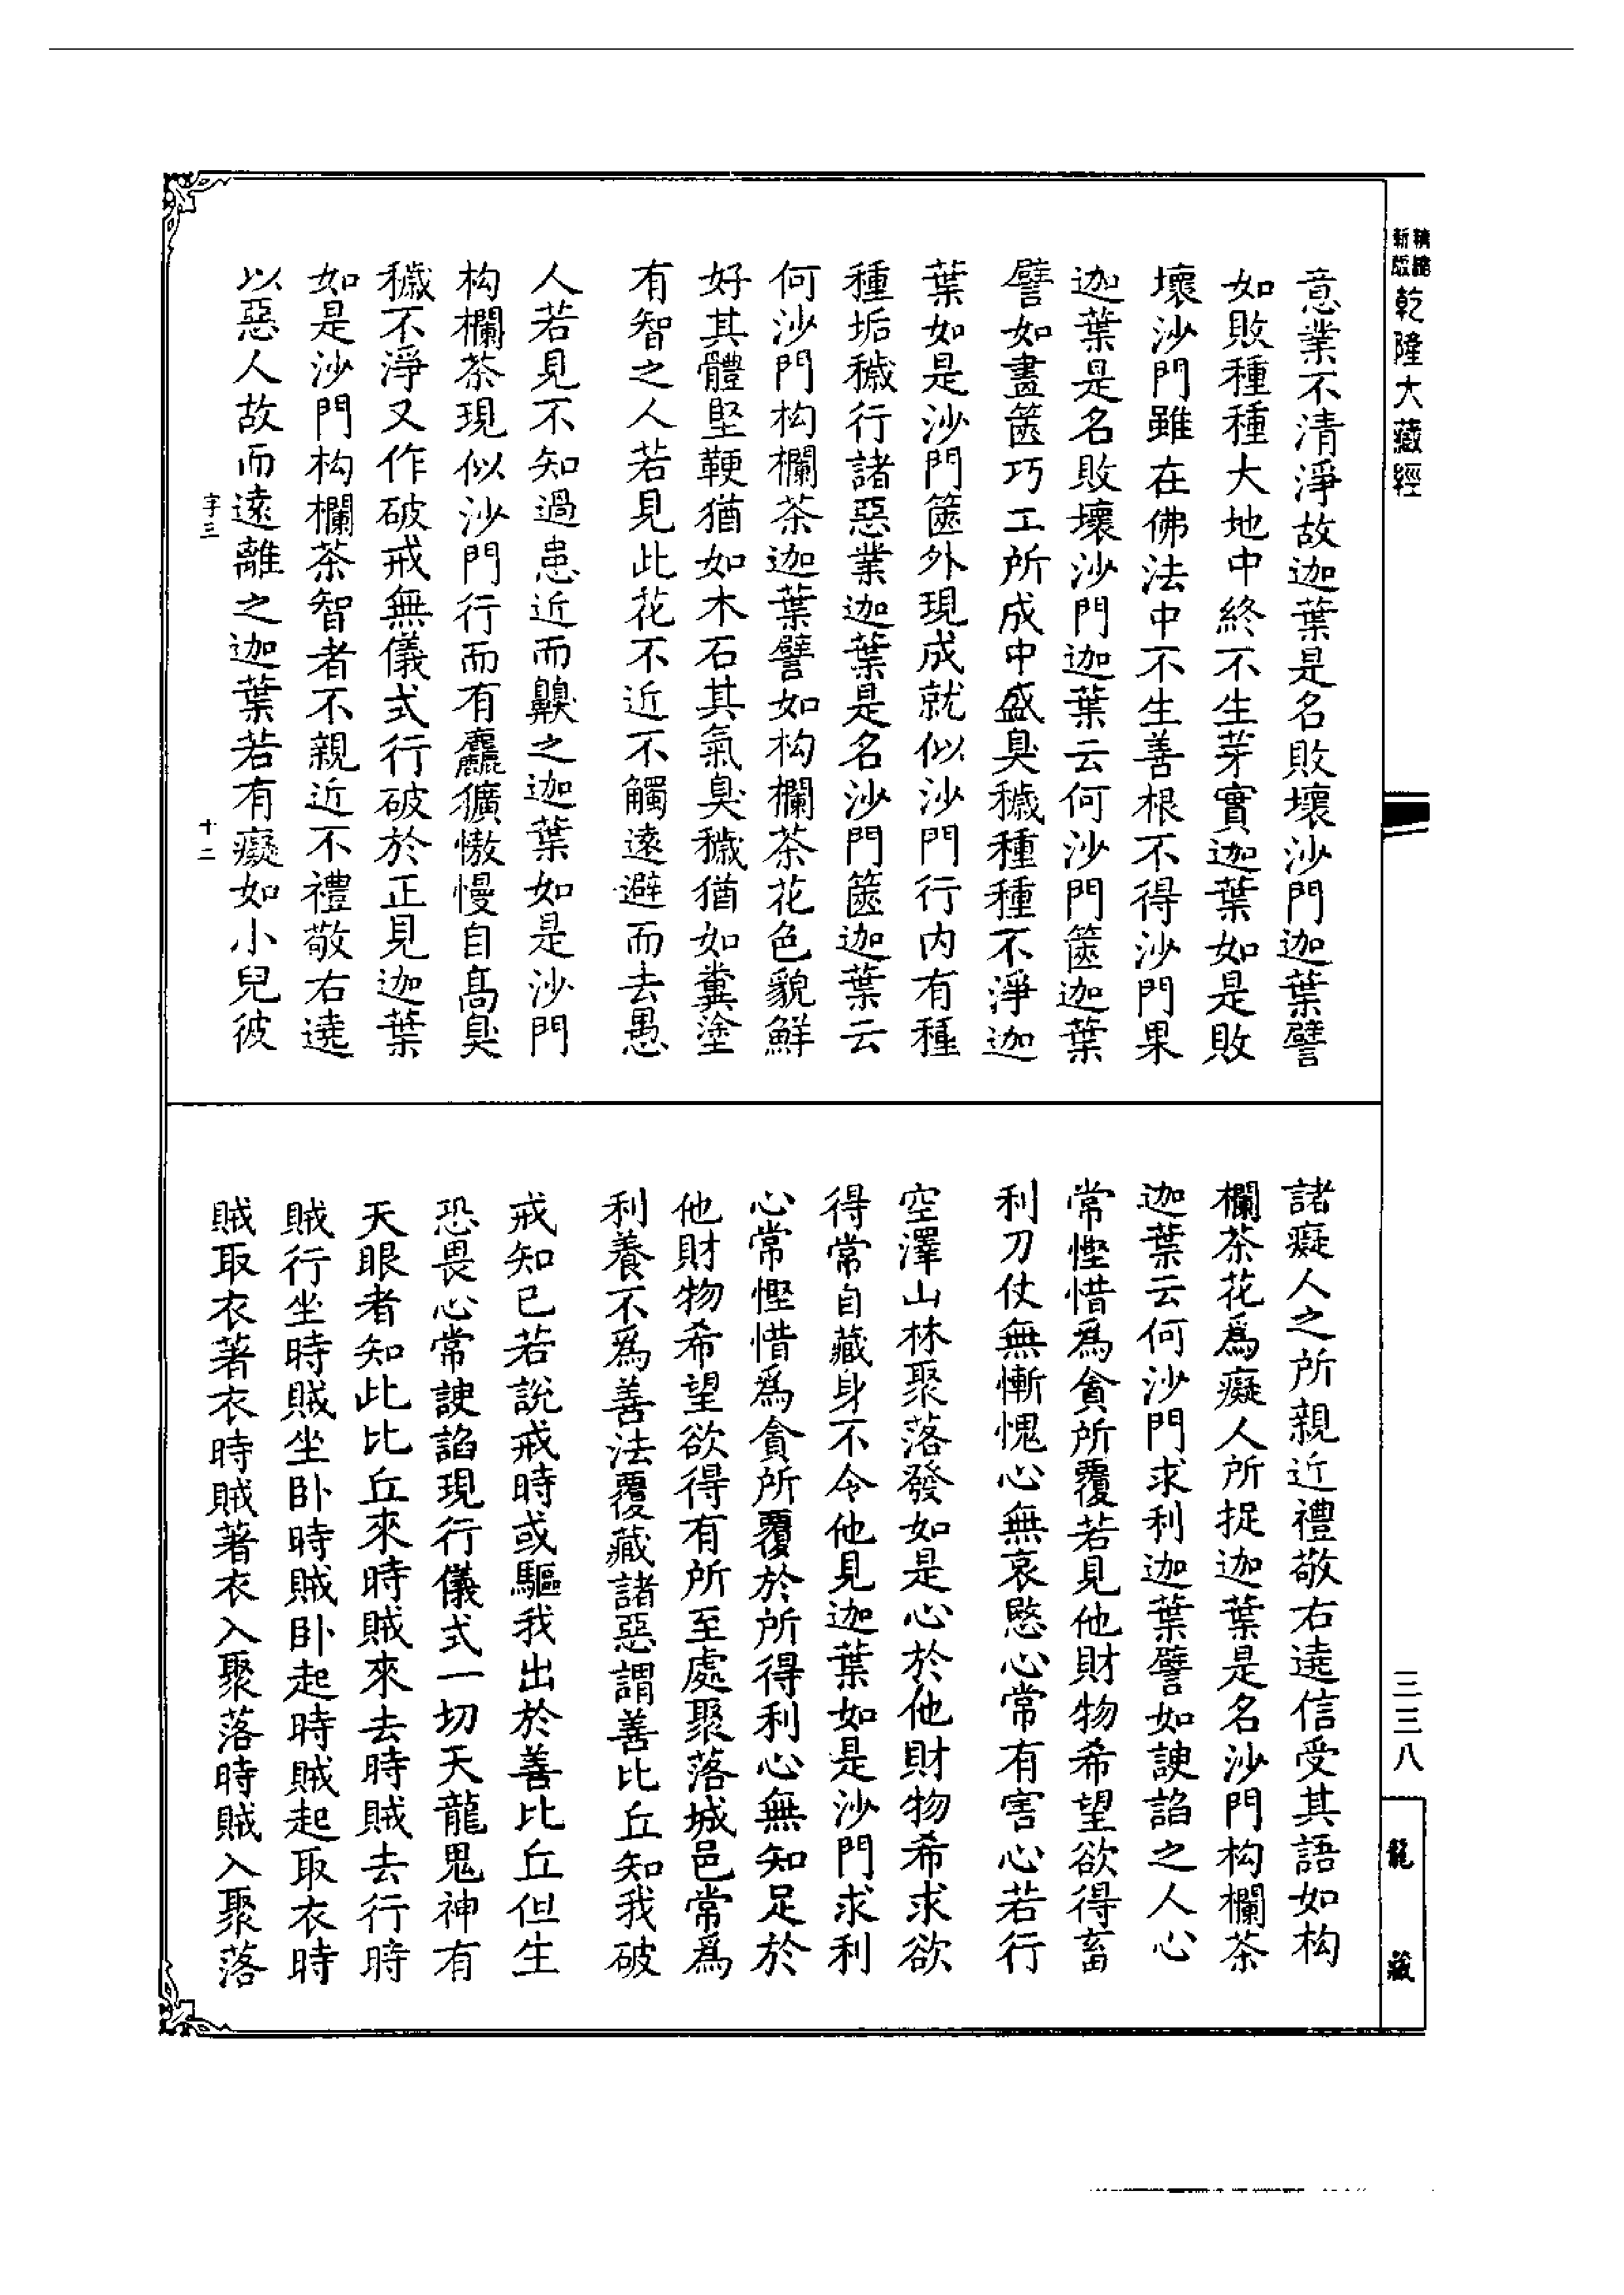 精縮
新版
乾隆大藏經
意業不清淨故迦葉是名敗壞沙門迦葉譬
如敗種種大地中終不生芽實迦葉如是敗
壞沙門雖在佛法中不生善根不得沙門果
迦葉是名敗壞沙門迦葉云何沙門篋迦葉
譬如畫篋巧工所成中盛臭穢種種不淨迦
葉如是沙門篋外現成就似沙門行內有種
種垢穢行諸惡業迦葉是名沙門篋迦葉云
何沙門构欄茶迦葉譬如构欄茶花色貌鮮
好其體堅鞕猶如木石其氣臭穢猶如糞塗
有智之人若見此花不近不觸遠避而去愚
人若見不知過患近而齅之迦葉如是沙門
构欄茶現似沙門行而有麤獷憿慢自高臭
穢不淨又作破戒無儀式行破於正見迦葉
如是沙門构欄茶智者不親近不禮敬右遶
以惡人故而遠離之迦葉若有癡如小兒彼
字三
十二
諸癡人之所親近禮敬右遶信受其語如构
欄茶花為癡人所捉迦葉是名沙門构欄茶
迦葉云何沙門求利迦葉譬如諛諂之人心
常慳惜為貪所覆若見他財物希望欲得畜
利刀仗無慚愧心無哀愍心常有害心若行
空澤山林聚落發如是心於他財物希求欲
得常自藏身不令他見迦葉如是沙門求利
心常慳惜為貪所覆於所得利心無知足於
他財物希望欲得有所至處聚落城邑常為
利養不為善法覆藏諸惡謂善比丘知我破
戒知已若說戒時或驅我出於善比丘但生
恐畏心常諛諂現行儀式一切天龍鬼神有
天眼者知此比丘來時賊來去時賊去行時
賊行坐時賊坐卧時賊卧起時賊起取衣時
賊取衣著衣時賊著衣入聚落時賊入聚落
三三八
龍藏